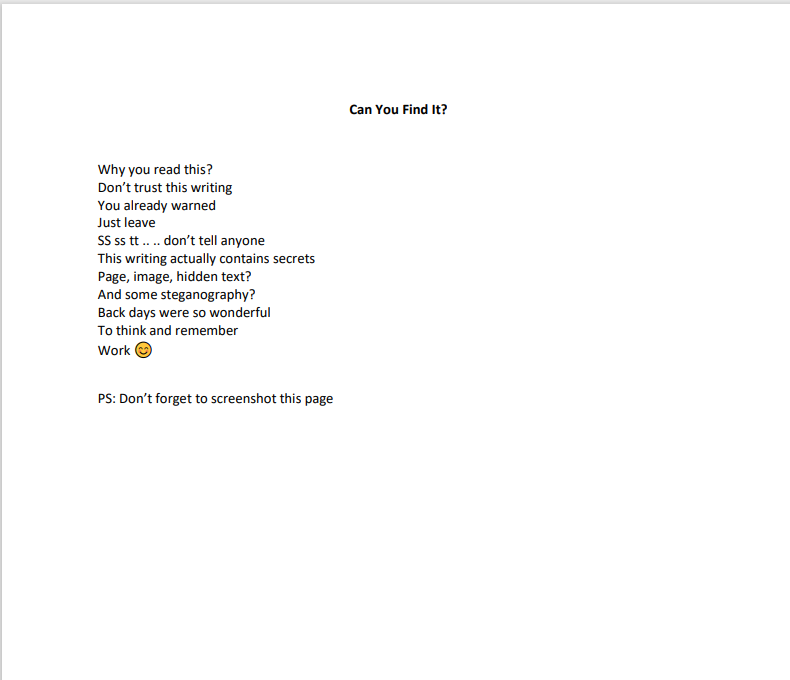 Can You Find It?
Why you read this?
Don’t trust this writing
You already warned
Just leave
SS ss tt .. .. don’t tell anyone
This writing actually contains secrets
Page, image, hidden text?
And some steganography?
Back days were so wonderful
To think and remember
Work 😊
PS: Don’t forget to screenshot this page